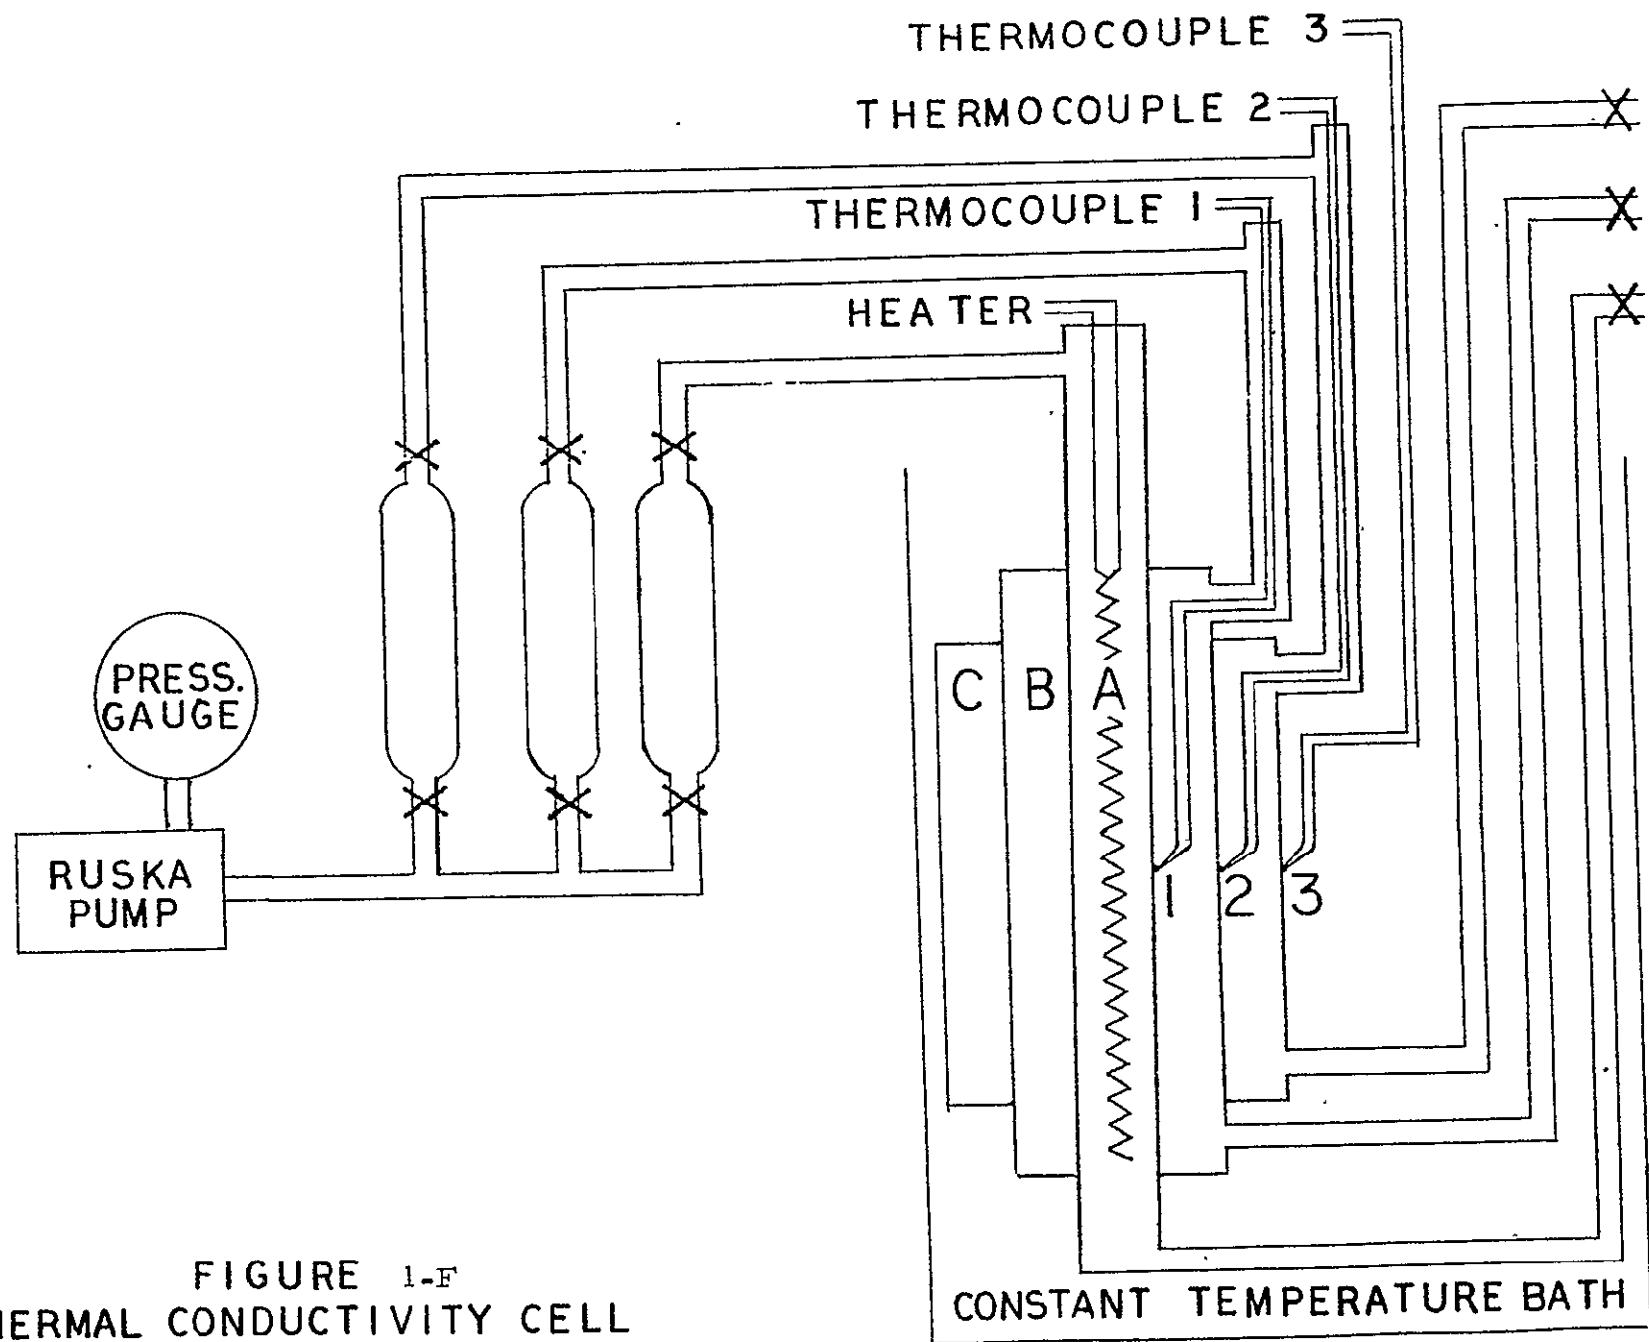 THERMOCOUPLE 3
THERMOCOUPLE 2
THERMOCOUPLE 1
HEATER
PRESS.
GAUGE
C B A
RUSKA
PUMP
1 2 3
FIGURE 1-F
HERMAL CONDUCTIVITY CELL
CONSTANT TEMPERATURE BATH